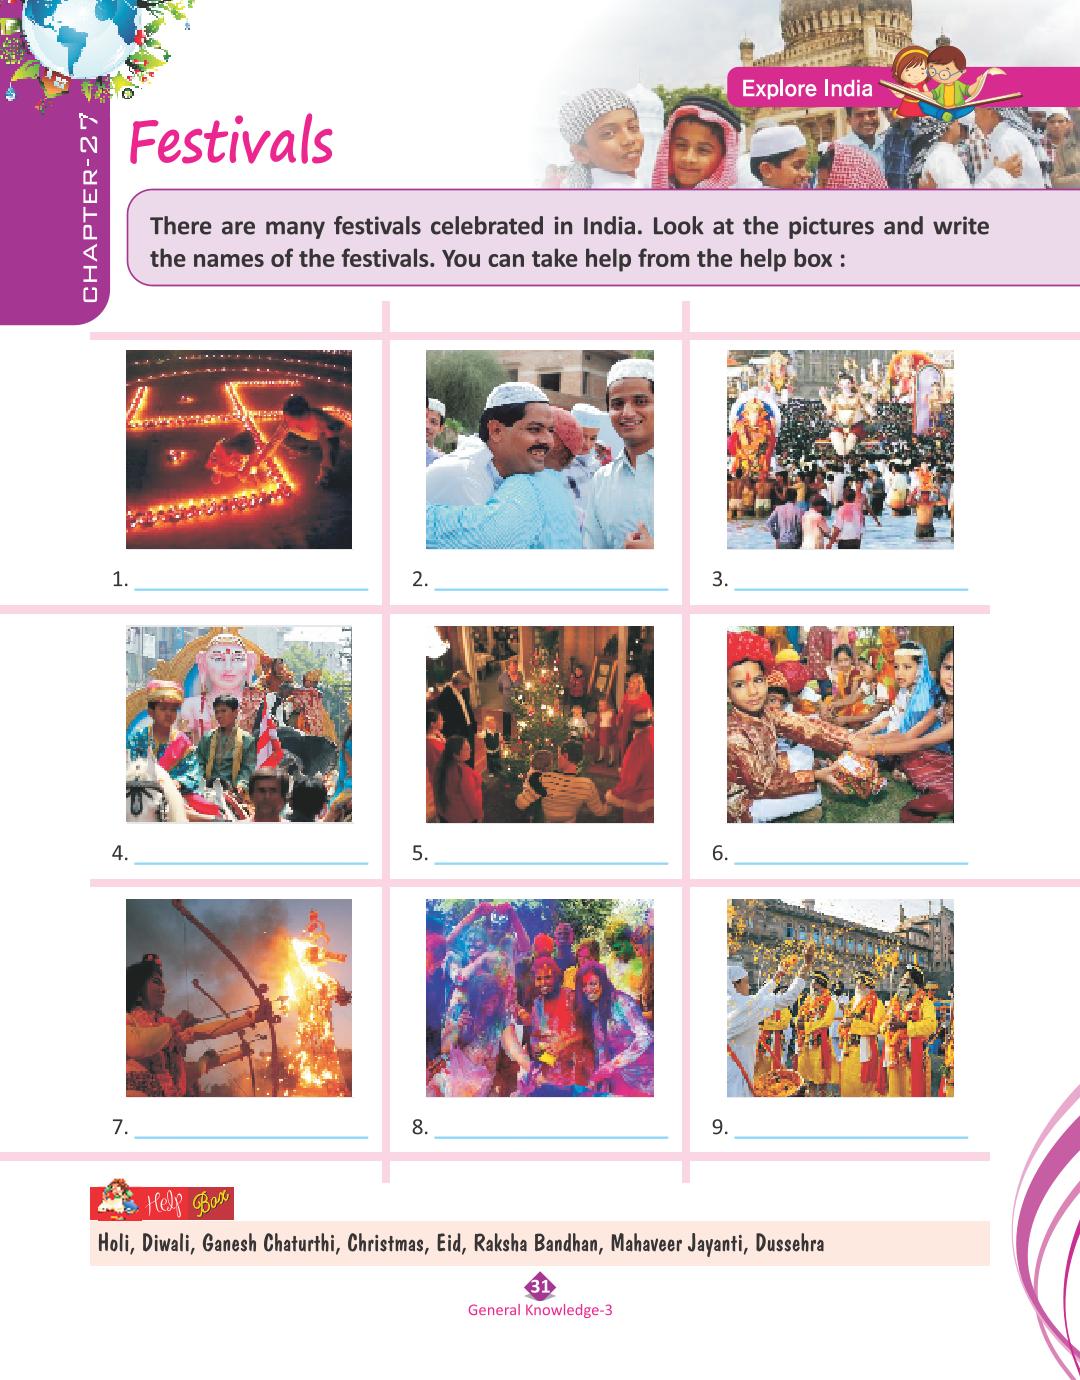 Explore India
CHAPTER-27
Festivals
There are many festivals celebrated in India. Look at the pictures and write
the names of the festivals. You can take help from the help box :
1.
2.
3.
4.
5.
6.
7.
8.
9.
Help Box
Holi, Diwali, Ganesh Chaturthi, Christmas, Eid, Raksha Bandhan, Mahaveer Jayanti, Dussehra
31
General Knowledge-3